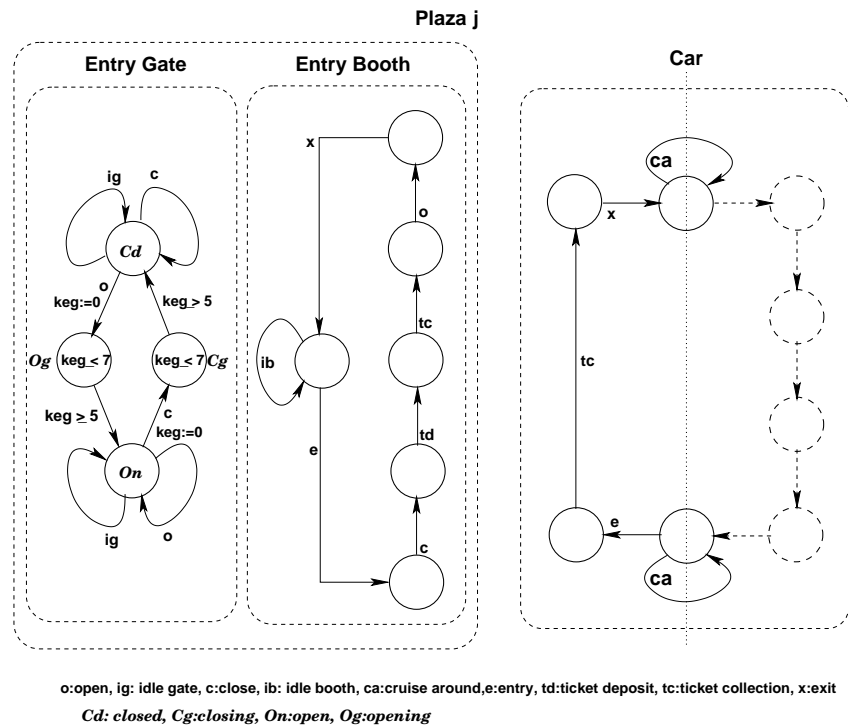 Plaza j
Entry Gate
Entry Booth
Car
ig
c
Cd
o
keg:=0
keg > 5
Og
keg < 7
keg < 7
Cg
keg ≥ 5
c
keg:=0
On
ig
o
x
o
tc
ib
td
e
c
ca
x
tc
e
ca
o:open, ig: idle gate, c:close, ib: idle booth, ca:cruise around,e:entry, td:ticket deposit, tc:ticket collection, x:exit
Cd: closed, Cg:closing, On:open, Og:opening